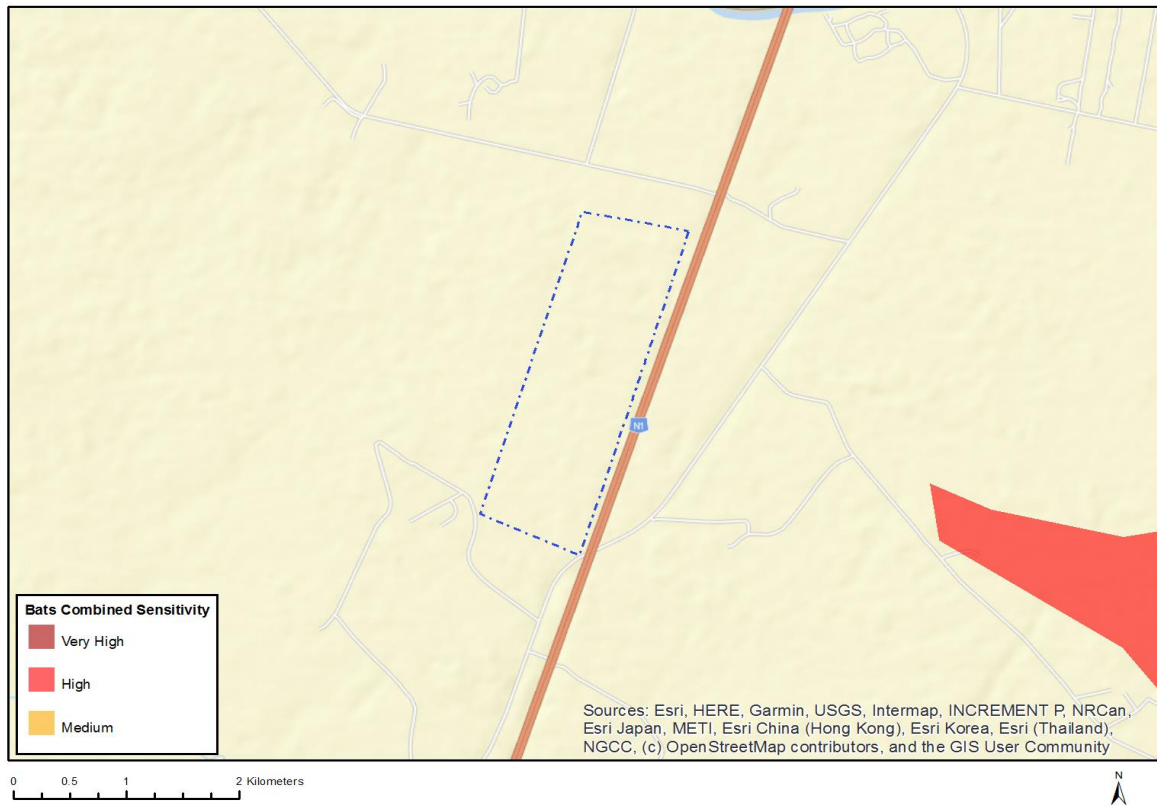 N1
Bats Combined Sensitivity
Very High
High
Medium
Sources: Esri, HERE, Garmin, USGS, Intermap, INCREMENT P, NRCan,
Esri Japan, METI, Esri China (Hong Kong), Esri Korea, Esri (Thailand),
NGCC, (c) OpenStreetMap contributors, and the GIS User Community
0 0.5 1 2 Kilometers
N